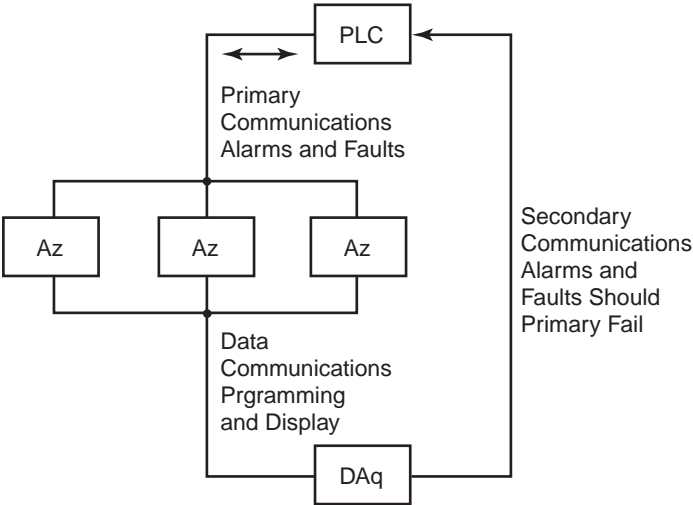 PLC
Primary
Communications
Alarms and Faults
Az
Az
Az
Secondary
Communications
Alarms and
Faults Should
Primary Fail
Data
Communications
Prgramming
and Display
DAq